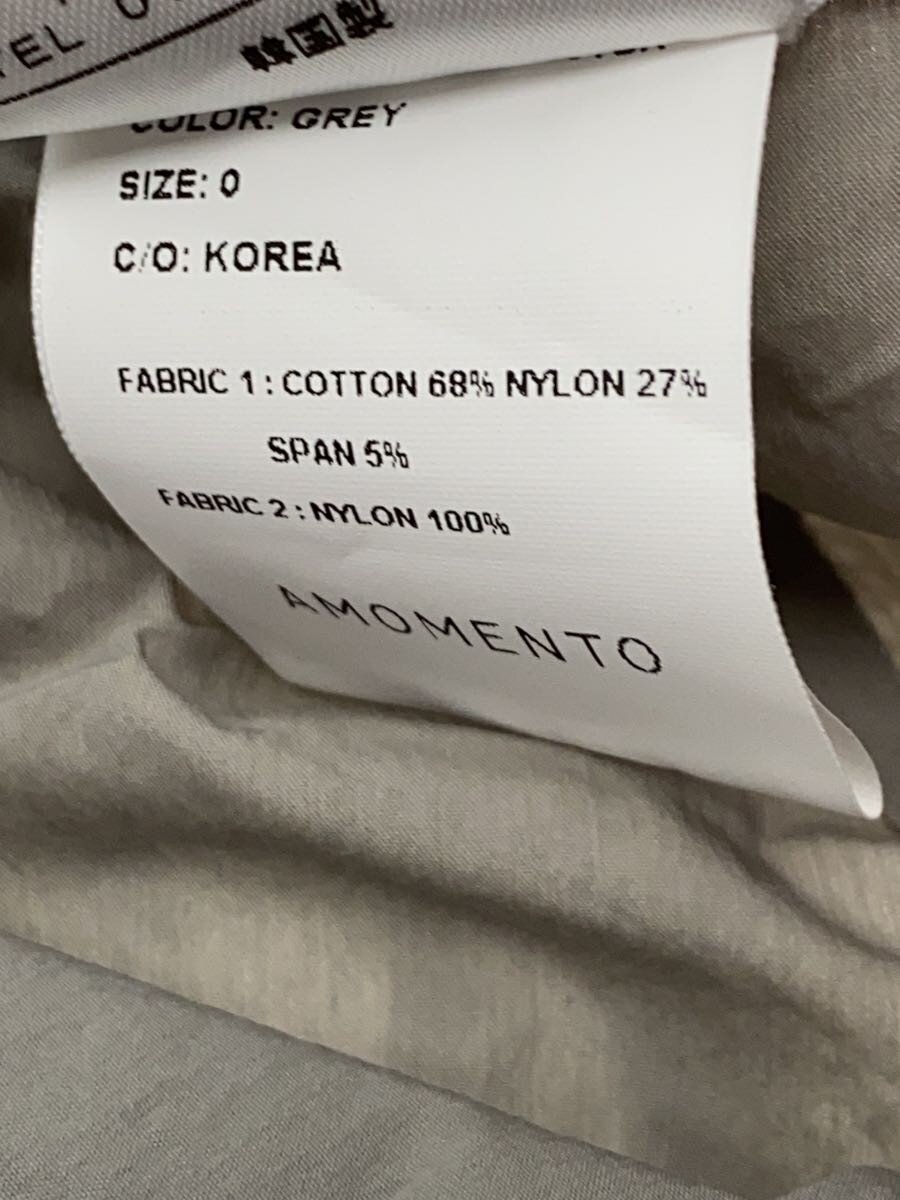 TEL
韓国製
COLOR: GREY
SIZE: 0
C/O: KOREA
FABRIC 1 : COTTON 68% NYLON 27%
SPAN 5%
FABRIC 2 : NYLON 100%
AMOMENTO